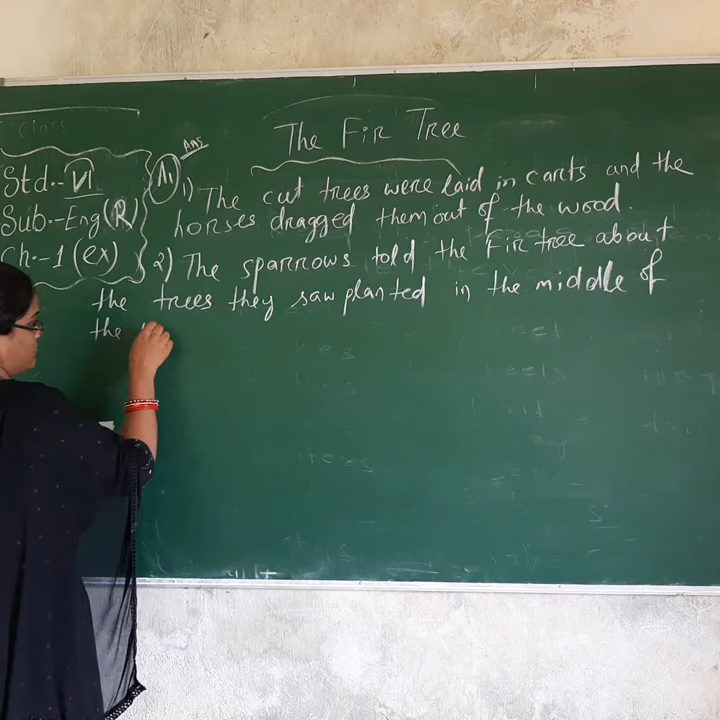 Class
The Fir Tree
Std.- VI
Sub.- Eng (R)
Ch.- 1 (ex)
Ans
A,
1) The cut trees were laid in carts and the
horses dragged them out of the wood.
2) The sparrows told the Fir tree about
the trees they saw planted in the middle of
the